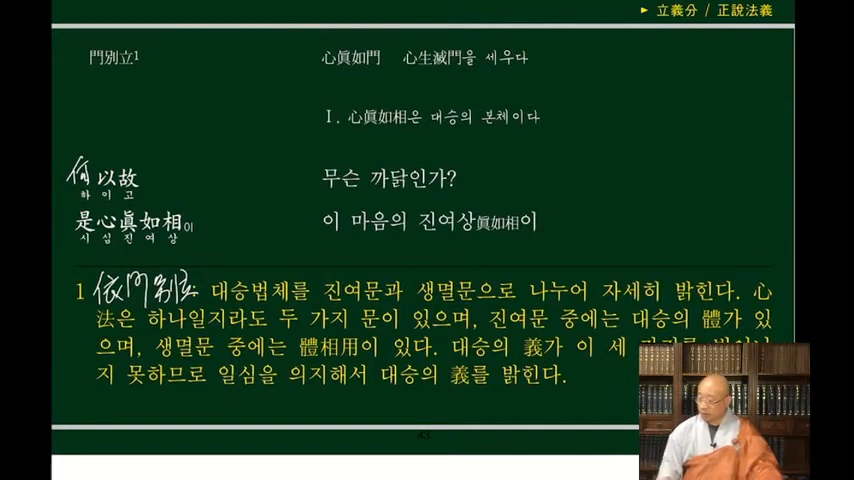 ▶ 立義分 / 正說法義
門別立1 心眞如門 心生滅門을 세우다
Ⅰ. 心眞如相은 대승의 본체이다
何以故 무슨 까닭인가?
하 이 고
是心眞如相이 이 마음의 진여상眞如相이
시 심 진 여 상
1 依門別立 대승법체를 진여문과 생멸문으로 나누어 자세히 밝힌다. 心
法은 하나일지라도 두 가지 문이 있으며, 진여문 중에는 대승의 體가 있
으며, 생멸문 중에는 體相用이 있다. 대승의 義가 이 세
지 못하므로 일심을 의지해서 대승의 義를 밝힌다.
43